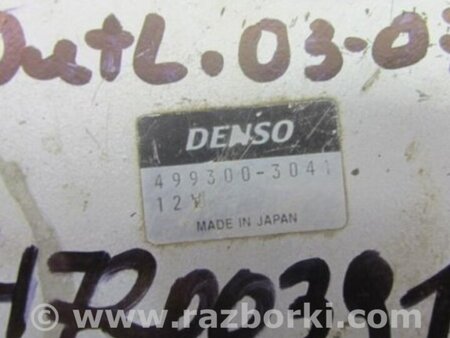 OutL. 03-0
DENSO
499300-3041
12V
MADE IN JAPAN
www.razborki.com